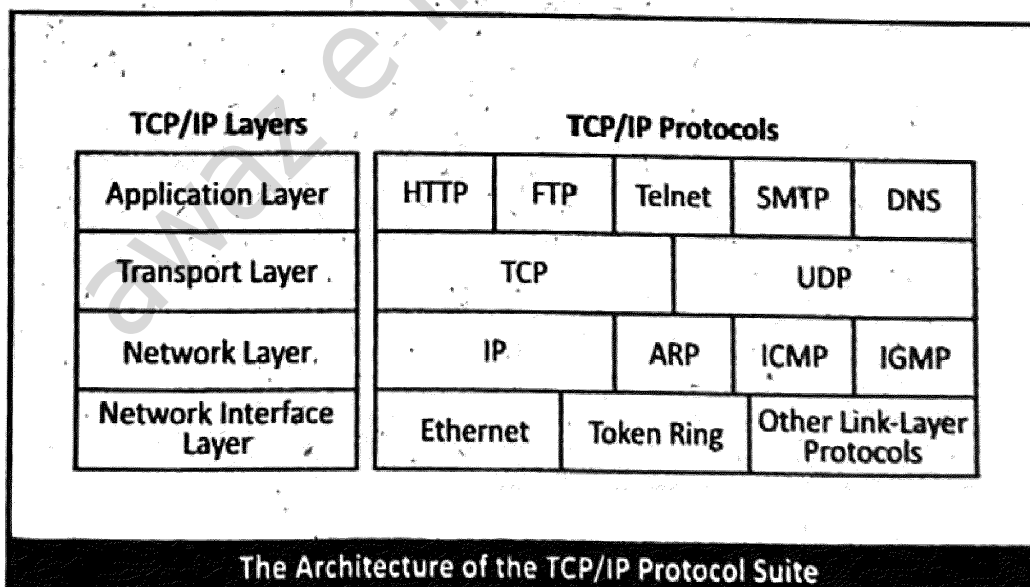 awaz e
TCP/IP Layers
TCP/IP Protocols
Application Layer
HTTP
FTP
Telnet
SMTP
DNS
Transport Layer
TCP
UDP
Network Layer
IP
ARP
ICMP
IGMP
Network Interface
Layer
Ethernet
Token Ring
Other Link-Layer
Protocols
The Architecture of the TCP/IP Protocol Suite